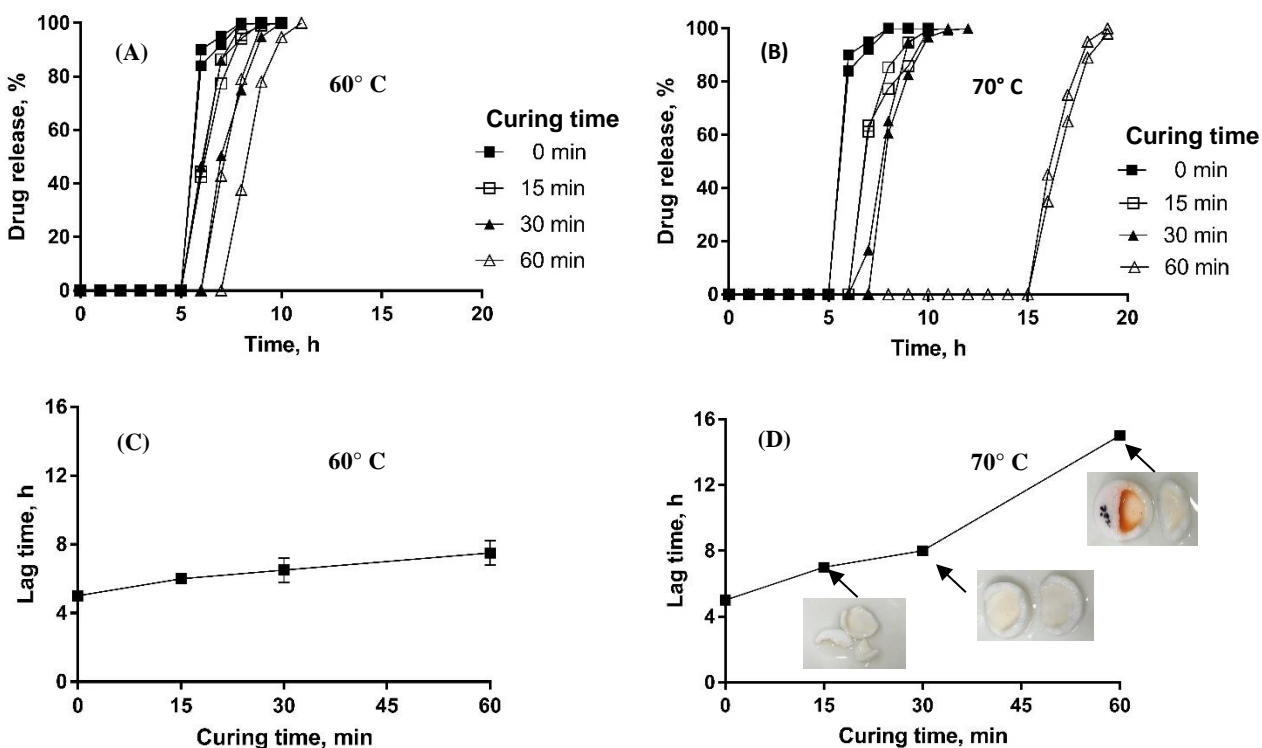 (A)
60° C
Drug release, %
100
80
60
40
20
0
0 5 10 15 20
Time, h
Curing time
0 min
15 min
30 min
60 min
(B)
70° C
Drug release, %
100
80
60
40
20
0
0 5 10 15 20
Time, h
Curing time
0 min
15 min
30 min
60 min
(C)
60° C
Lag time, h
16
12
8
4
0
0 15 30 45 60
Curing time, min
(D)
70° C
Lag time, h
16
12
8
4
0
0 15 30 45 60
Curing time, min